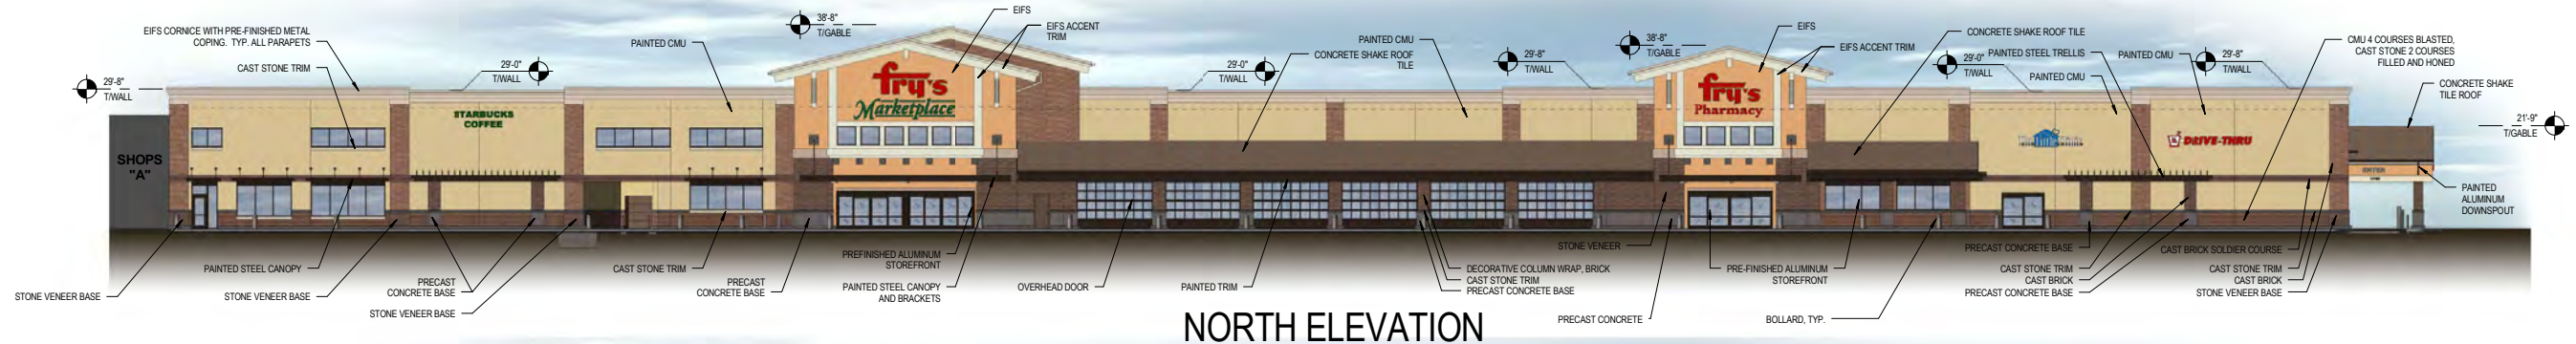 EIFS CORNICE WITH PRE-FINISHED METAL
COPING. TYP. ALL PARAPETS
CAST STONE TRIM
29'-8"
T/WALL
29'-0"
T/WALL
PAINTED CMU
38'-8"
T/GABLE
EIFS
EIFS ACCENT
TRIM
29'-0"
T/WALL
PAINTED CMU
CONCRETE SHAKE ROOF
TILE
29'-8"
T/WALL
38'-8"
T/GABLE
EIFS
EIFS ACCENT TRIM
CONCRETE SHAKE ROOF TILE
29'-0"
T/WALL
PAINTED STEEL TRELLIS
PAINTED CMU
PAINTED CMU
29'-8"
T/WALL
CMU 4 COURSES BLASTED,
CAST STONE 2 COURSES
FILLED AND HONED
CONCRETE SHAKE
TILE ROOF
21'-9"
T/GABLE
SHOPS
"A"
STARBUCKS
COFFEE
fry's
Marketplace
fry's
Pharmacy
DRIVE-THRU
PAINTED
ALUMINUM
DOWNSPOUT
STONE VENEER BASE
PAINTED STEEL CANOPY
STONE VENEER BASE
PRECAST
CONCRETE BASE
STONE VENEER BASE
CAST STONE TRIM
PRECAST
CONCRETE BASE
PREFINISHED ALUMINUM
STOREFRONT
PAINTED STEEL CANOPY
AND BRACKETS
OVERHEAD DOOR
PAINTED TRIM
DECORATIVE COLUMN WRAP, BRICK
CAST STONE TRIM
PRECAST CONCRETE BASE
STONE VENEER
PRECAST CONCRETE
PRE-FINISHED ALUMINUM
STOREFRONT
BOLLARD, TYP.
PRECAST CONCRETE BASE
CAST STONE TRIM
CAST BRICK
PRECAST CONCRETE BASE
CAST BRICK SOLDIER COURSE
CAST STONE TRIM
CAST BRICK
STONE VENEER BASE
NORTH ELEVATION